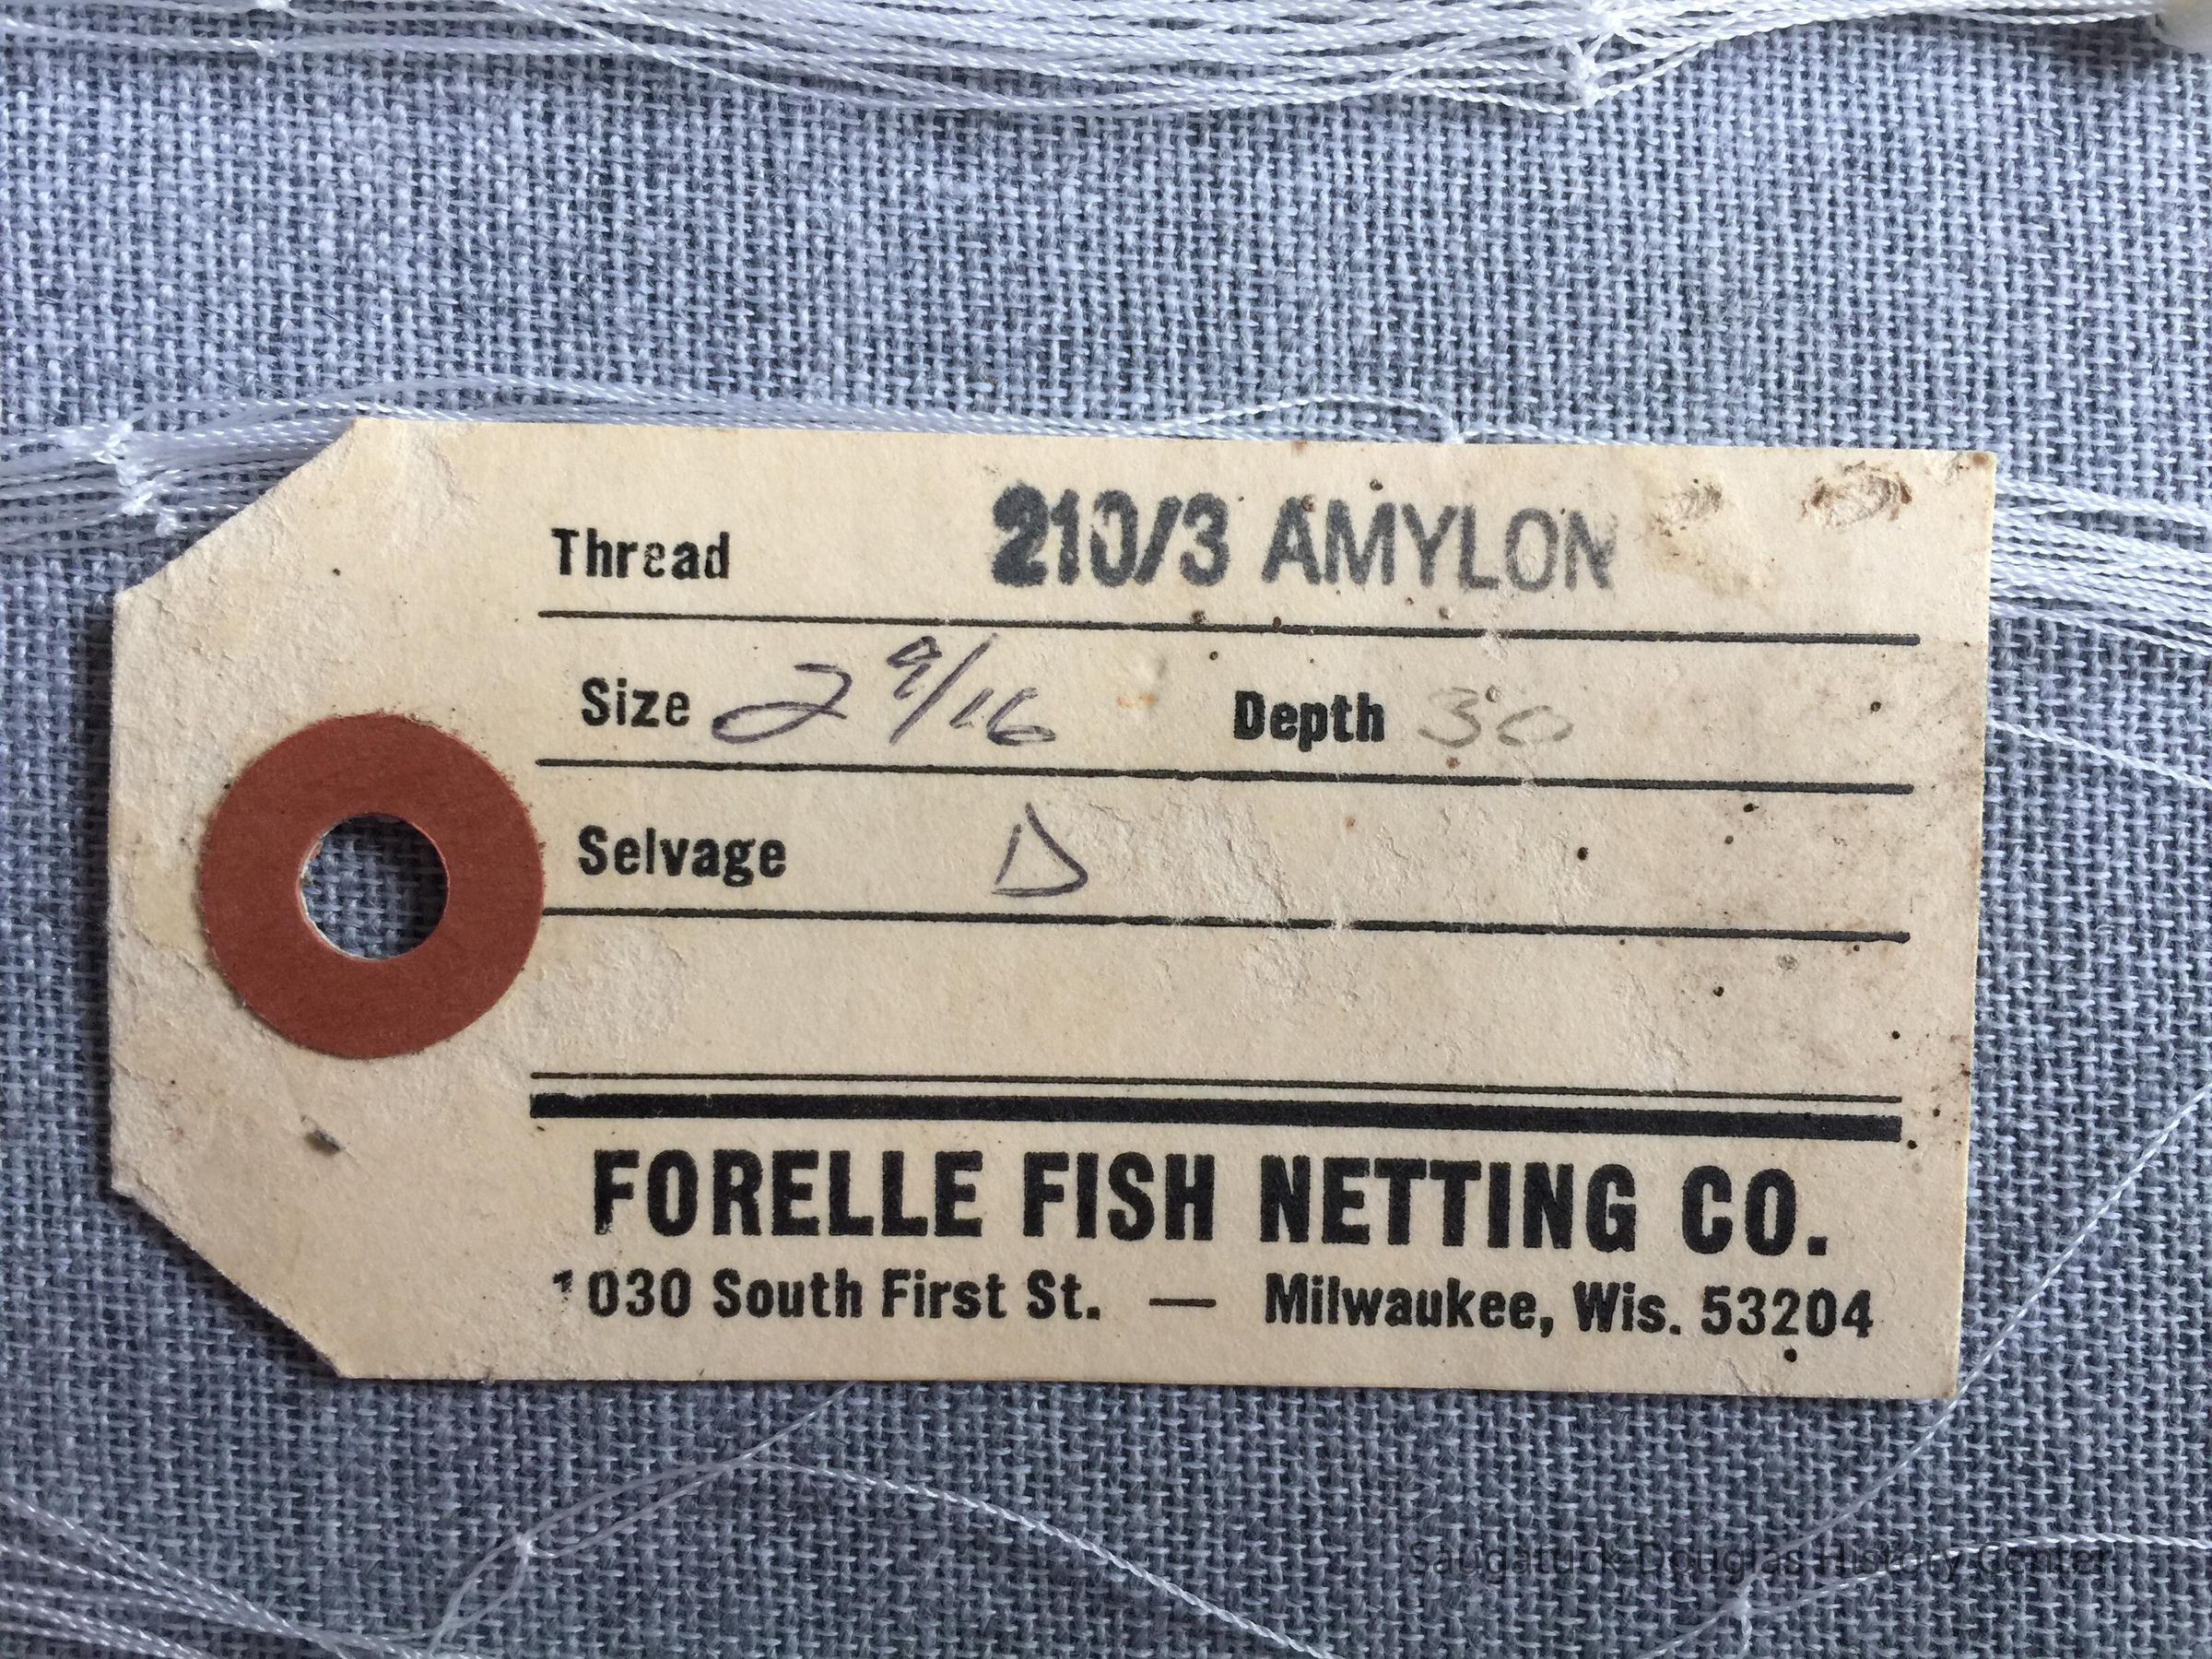 Thread 210/3 AMYLON
Size 2 9/16 Depth 30
Selvage D
FORELLE FISH NETTING CO.
1030 South First St. — Milwaukee, Wis. 53204
Saugatuck-Douglas History Center